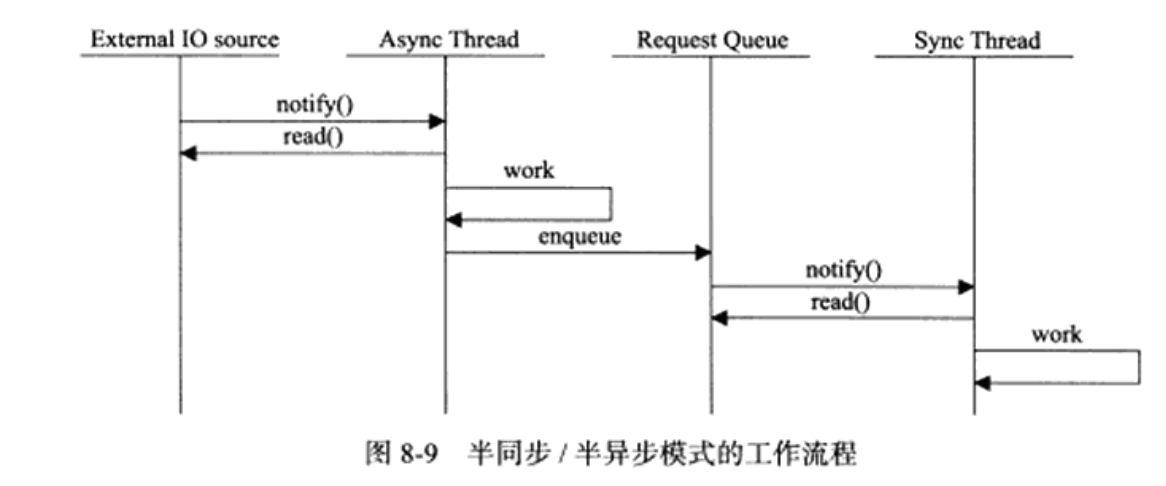 External IO source Async Thread Request Queue Sync Thread
notify()
read()
work
enqueue
notify()
read()
work
图 8-9 半同步 / 半异步模式的工作流程